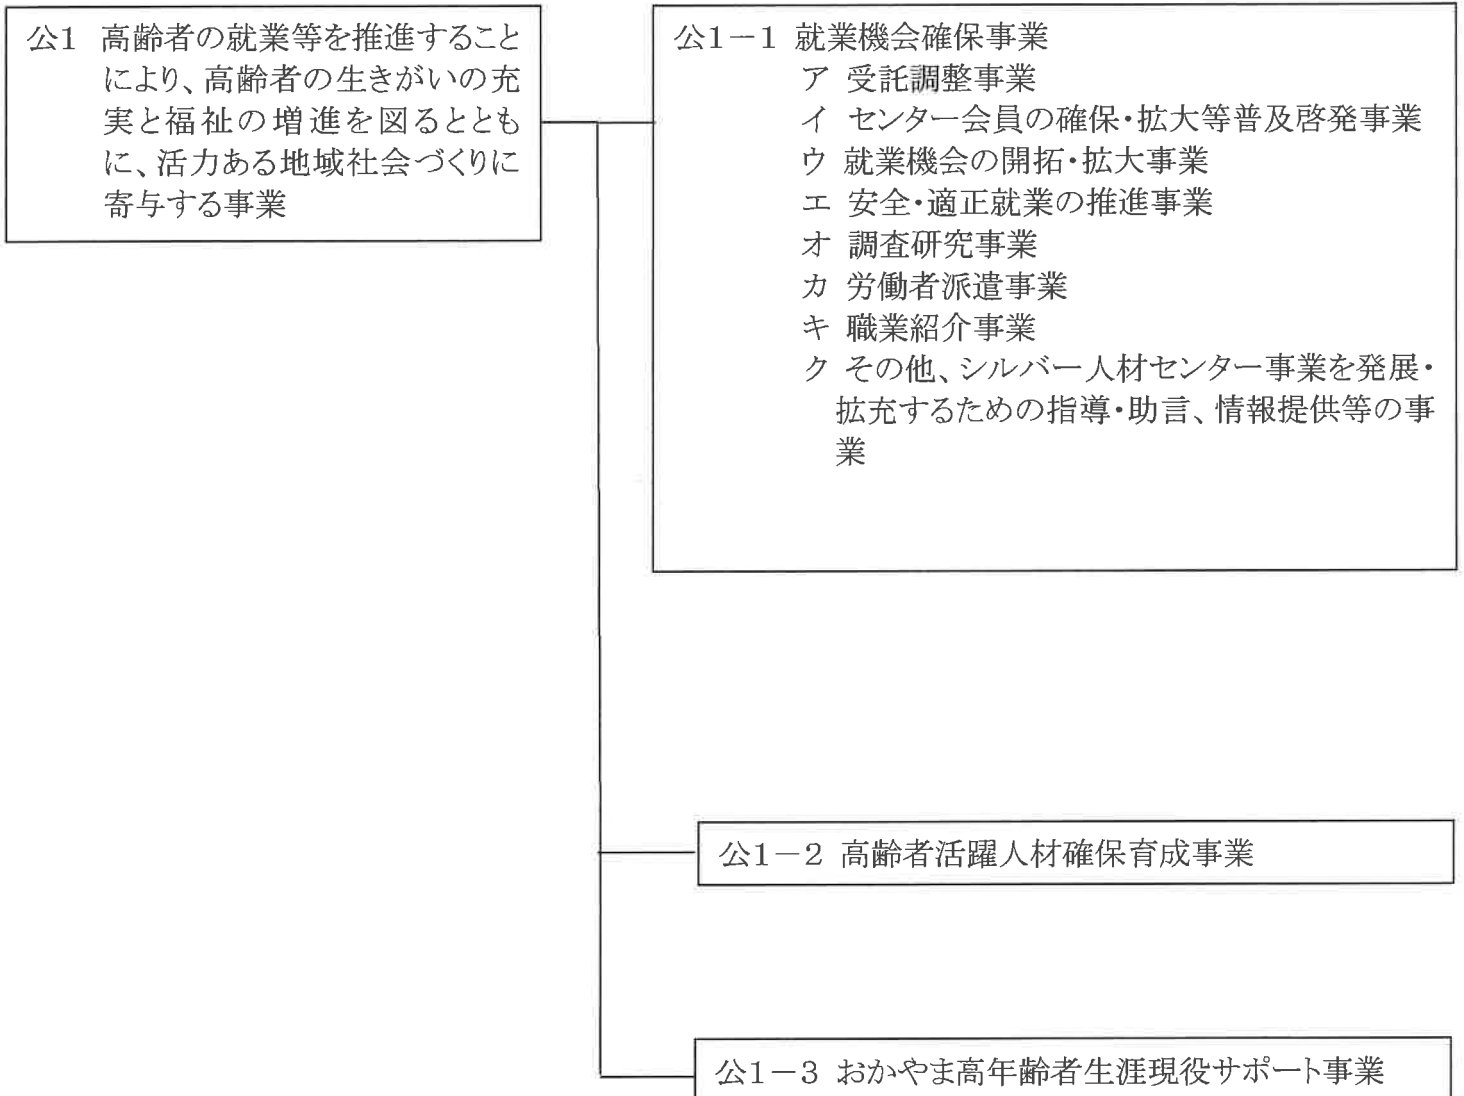 公1 高齢者の就業等を推進すること
により、高齢者の生きがいの充
実と福祉の増進を図るととも
に、活力ある地域社会づくりに
寄与する事業
公1－1 就業機会確保事業
ア 受託調整事業
イ センター会員の確保・拡大等普及啓発事業
ウ 就業機会の開拓・拡大事業
エ 安全・適正就業の推進事業
オ 調査研究事業
カ 労働者派遣事業
キ 職業紹介事業
ク その他、シルバー人材センター事業を発展・
拡充するための指導・助言、情報提供等の事
業
公1－2 高齢者活躍人材確保育成事業
公1－3 おかやま高年齢者生涯現役サポート事業